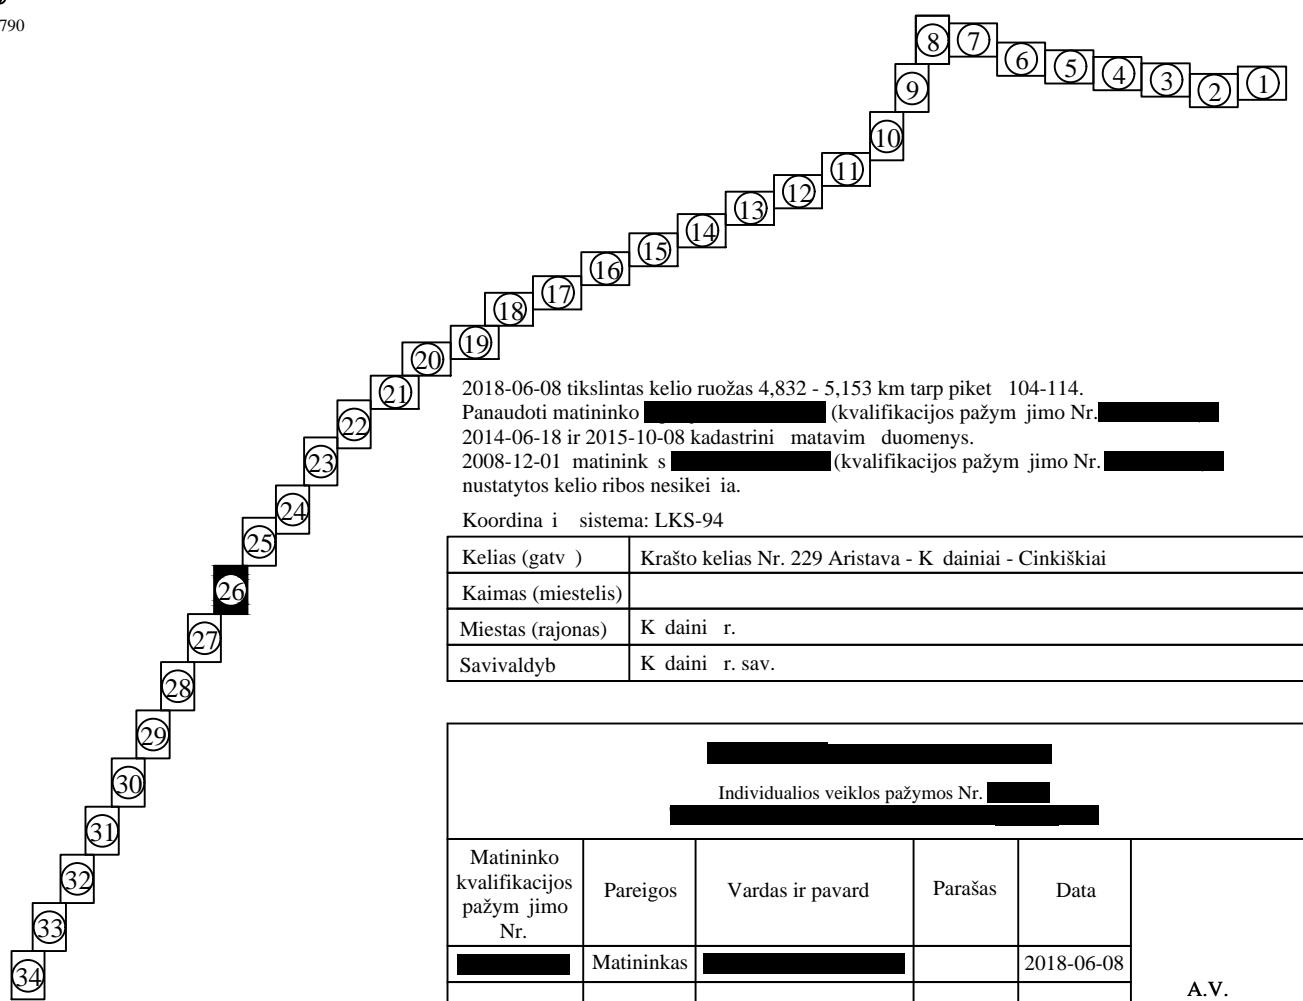 790
8 7
6 5 4 3 2 1
9
10
11
12
13
14
15
16
17
18
19
20
21
22
23
24
25
26
27
28
29
30
31
32
33
34
2018-06-08 tikslintas kelio ruožas 4,832 - 5,153 km tarp piket 104-114.
Panaudoti matininko (kvalifikacijos pažym jimo Nr.
2014-06-18 ir 2015-10-08 kadastrini matavim duomenys.
2008-12-01 matinink s (kvalifikacijos pažym jimo Nr.
nustatytos kelio ribos nesikei ia.
Koordina i sistema: LKS-94
Kelias (gatv ) Krašto kelias Nr. 229 Aristava - K dainiai - Cinkiškiai
Kaimas (miestelis)
Miestas (rajonas) K daini r.
Savivaldyb K daini r. sav.
Individualios veiklos pažymos Nr.
Matininko
kvalifikacijos
pažym jimo
Nr.
Pareigos
Vardas ir pavard
Parašas
Data
Matininkas 2018-06-08
A.V.